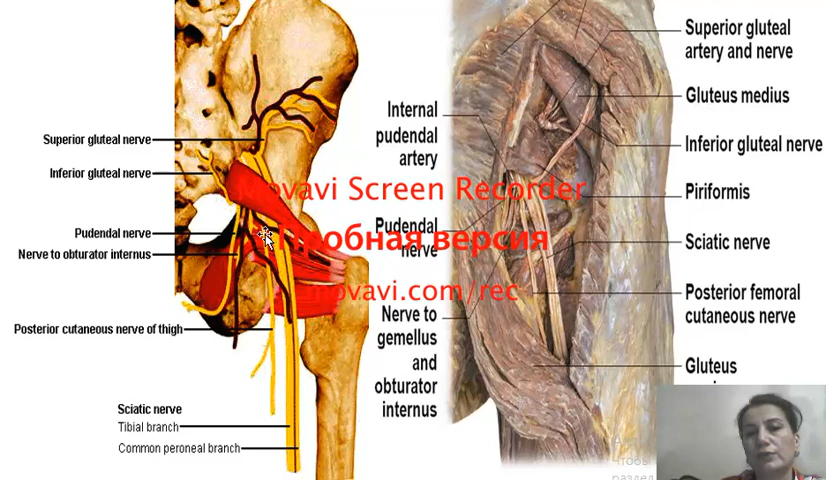 Superior gluteal nerve
Inferior gluteal nerve
Pudendal nerve
Nerve to obturator internus
Posterior cutaneous nerve of thigh
Sciatic nerve
Tibial branch
Common peroneal branch
Internal
pudendal
artery
Pudendal
nerve
Nerve to
gemellus
and
obturator
internus
Superior gluteal
artery and nerve
Gluteus medius
Inferior gluteal nerve
Piriformis
Sciatic nerve
Posterior femoral
cutaneous nerve
Gluteus
Movavi Screen Recorder
Пробная версия
movavi.com/rec